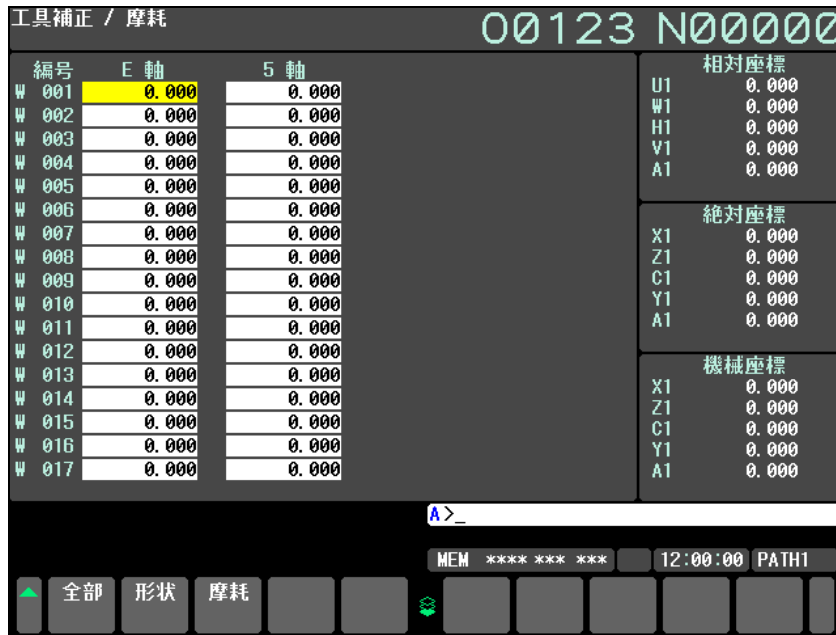 工具補正 / 摩耗
O0123 N00000
編号 E 軸 5 軸
W 001 0.000 0.000
W 002 0.000 0.000
W 003 0.000 0.000
W 004 0.000 0.000
W 005 0.000 0.000
W 006 0.000 0.000
W 007 0.000 0.000
W 008 0.000 0.000
W 009 0.000 0.000
W 010 0.000 0.000
W 011 0.000 0.000
W 012 0.000 0.000
W 013 0.000 0.000
W 014 0.000 0.000
W 015 0.000 0.000
W 016 0.000 0.000
W 017 0.000 0.000
相対座標
U1 0.000
W1 0.000
H1 0.000
V1 0.000
A1 0.000
絶対座標
X1 0.000
Z1 0.000
C1 0.000
Y1 0.000
A1 0.000
機械座標
X1 0.000
Z1 0.000
C1 0.000
Y1 0.000
A1 0.000
A>_
MEM **** *** *** 12:00:00 PATH1
全部 形状 摩耗